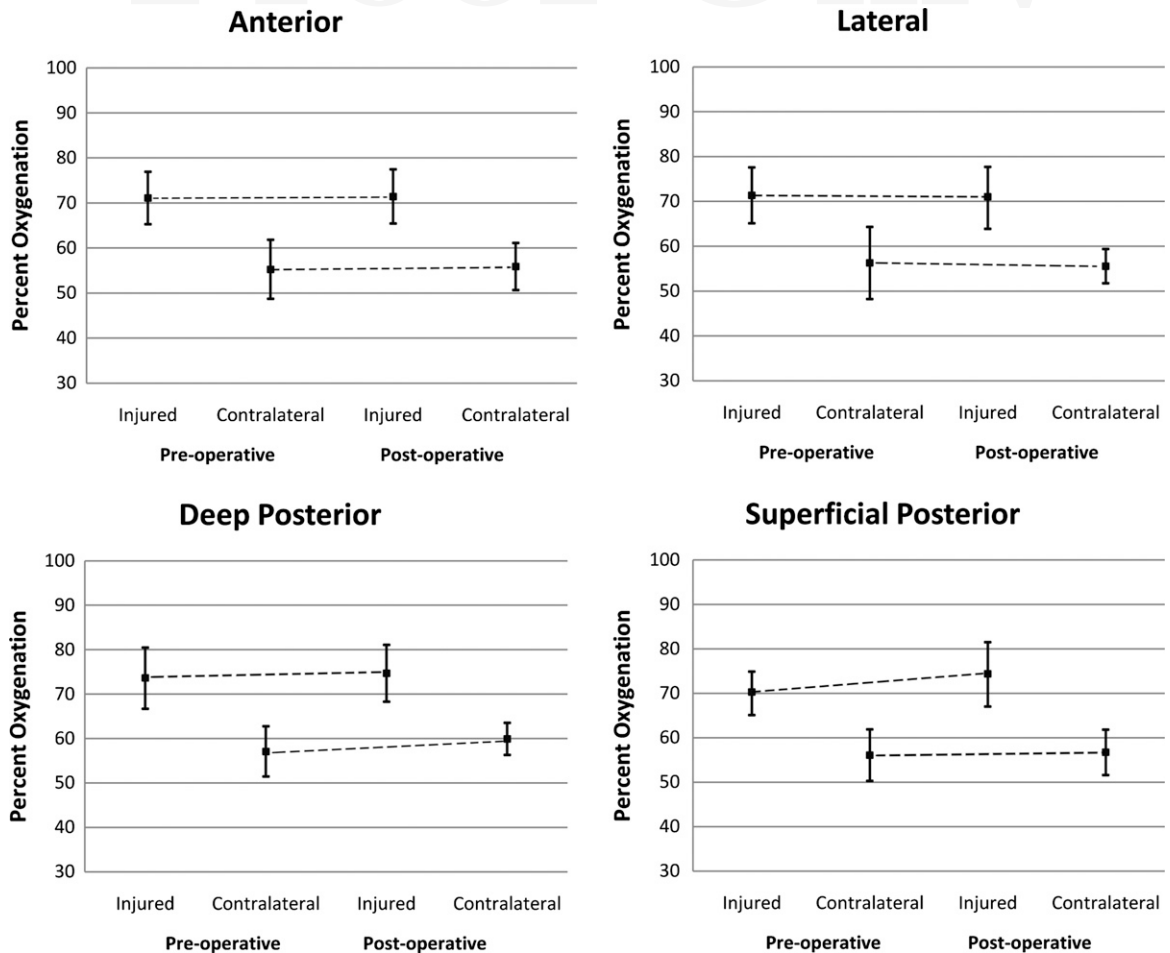 Anterior
Percent Oxygenation
100
90
80
70
60
50
40
30
Injured Contralateral Injured Contralateral
Pre-operative Post-operative
Lateral
Percent Oxygenation
100
90
80
70
60
50
40
30
Injured Contralateral Injured Contralateral
Pre-operative Post-operative
Deep Posterior
Percent Oxygenation
100
90
80
70
60
50
40
30
Injured Contralateral Injured Contralateral
Pre-operative Post-operative
Superficial Posterior
Percent Oxygenation
100
90
80
70
60
50
40
30
Injured Contralateral Injured Contralateral
Pre-operative Post-operative